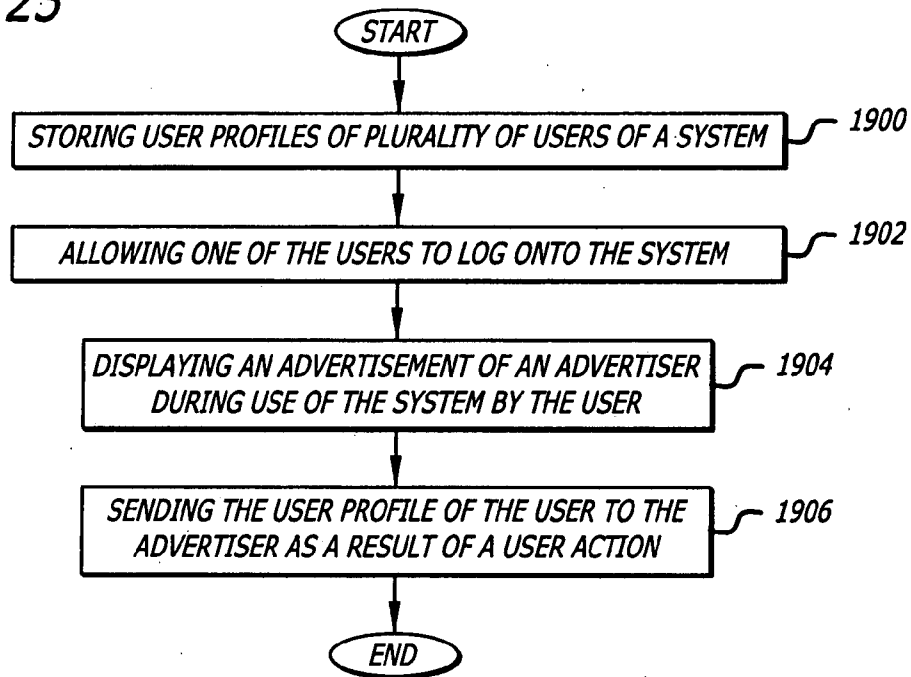 25
START
STORING USER PROFILES OF PLURALITY OF USERS OF A SYSTEM
1900
ALLOWING ONE OF THE USERS TO LOG ONTO THE SYSTEM
1902
DISPLAYING AN ADVERTISEMENT OF AN ADVERTISER
DURING USE OF THE SYSTEM BY THE USER
1904
SENDING THE USER PROFILE OF THE USER TO THE
ADVERTISER AS A RESULT OF A USER ACTION
1906
END